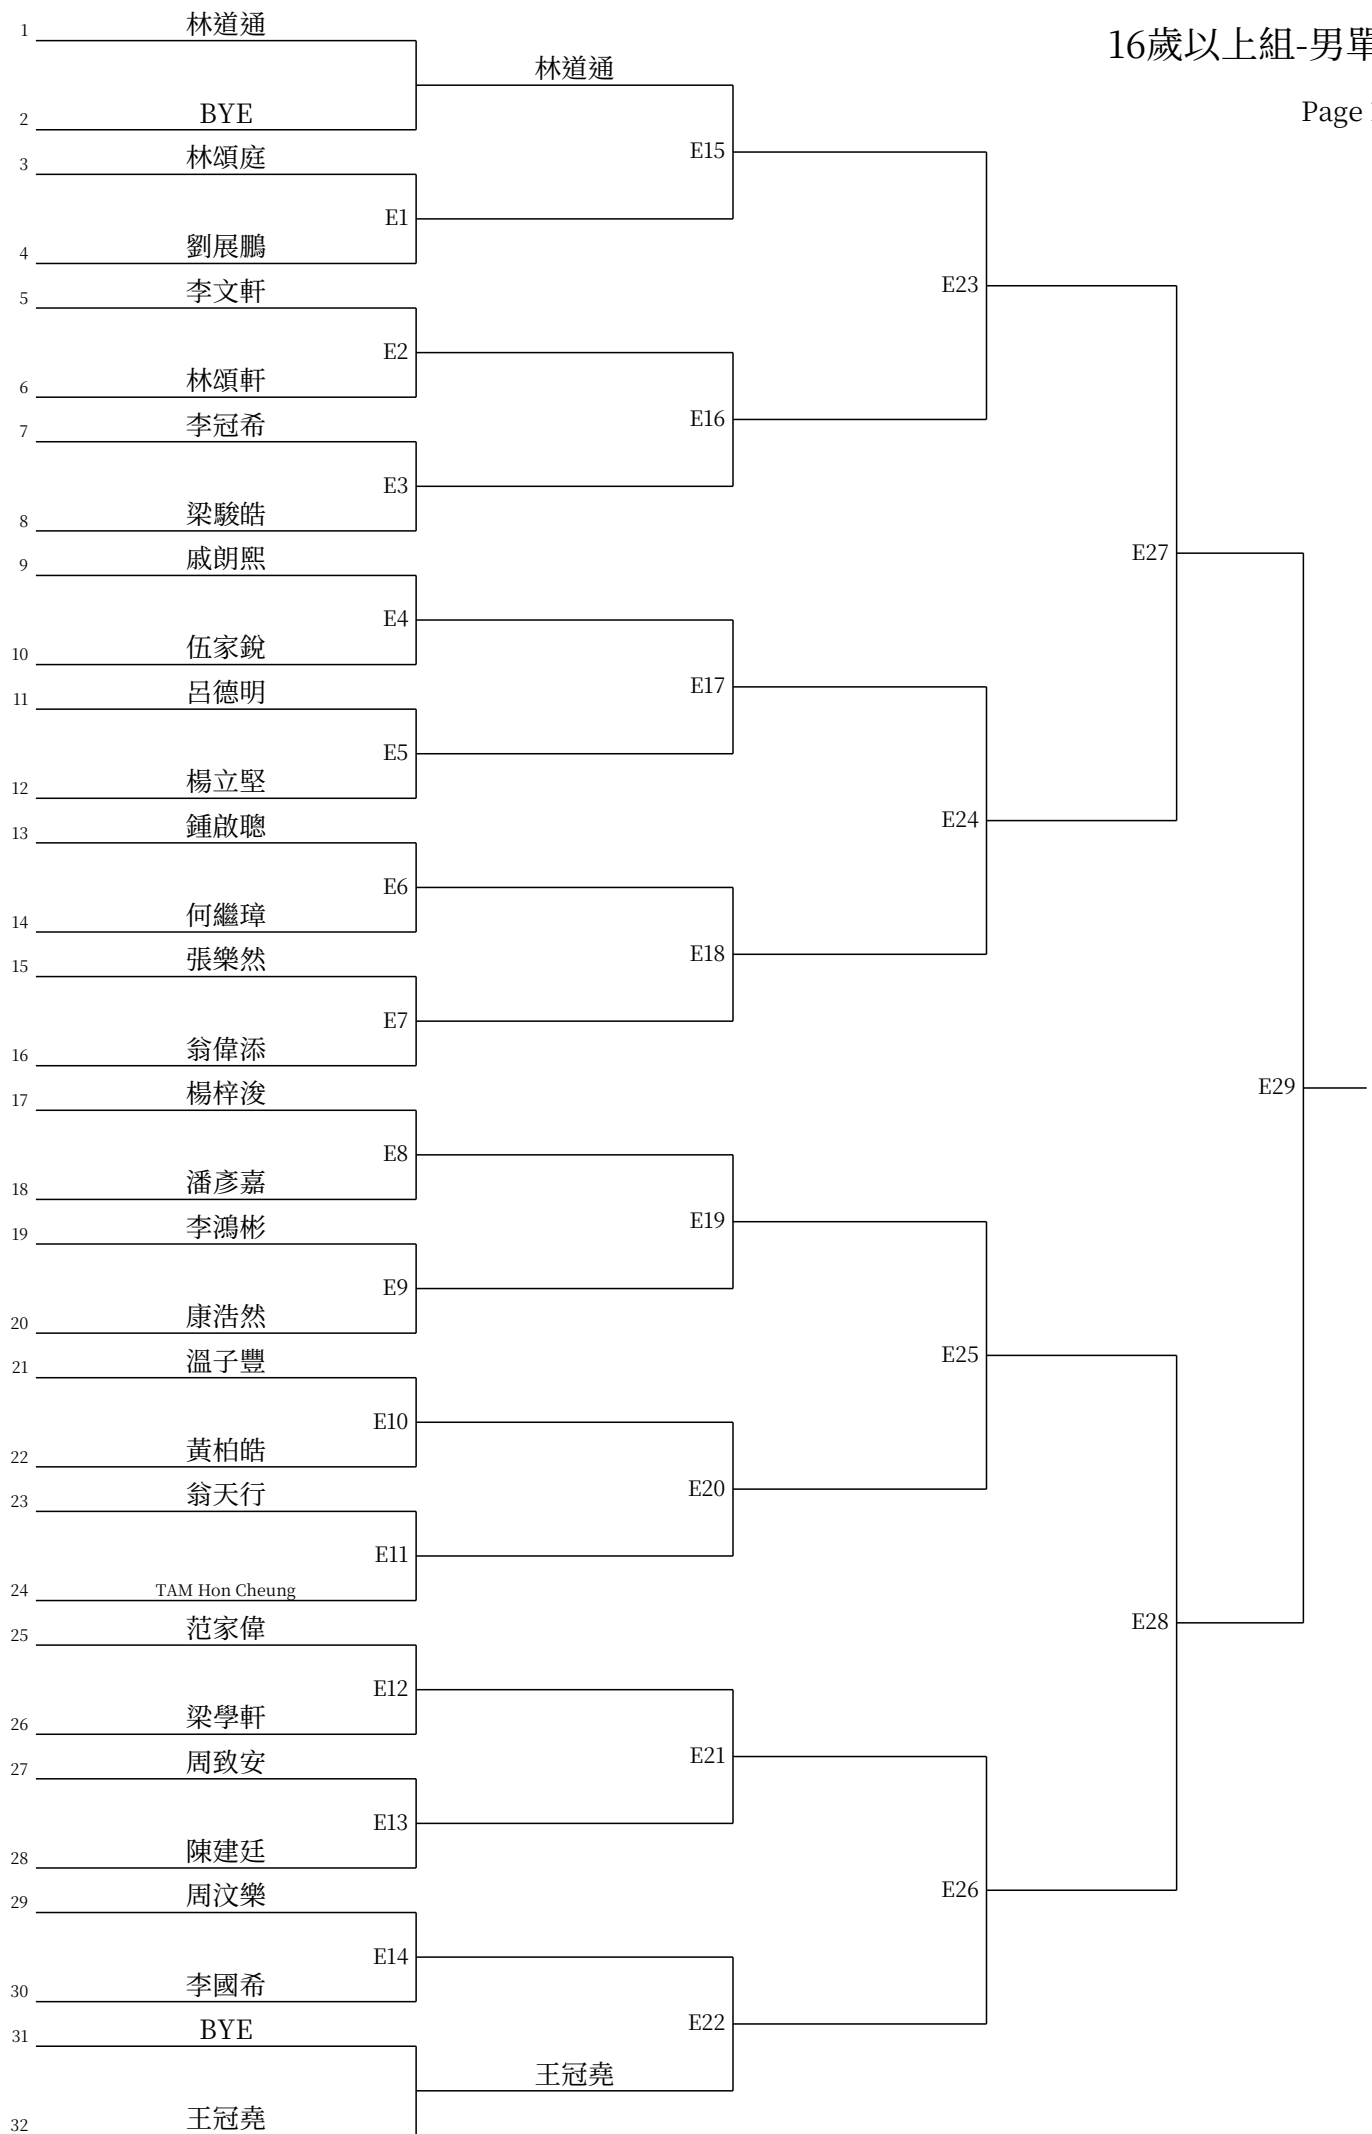 16歲以上組-男單
Page
1 林道通
林道通
2 BYE
E15
3 林頌庭
E1
4 劉展鵬
E23
5 李文軒
E2
6 林頌軒
E16
7 李冠希
E3
8 梁駿皓
E27
9 戚朗熙
E4
10 伍家銳
E17
11 呂德明
E5
12 楊立堅
E24
13 鍾啟聰
E6
14 何繼璋
E18
15 張樂然
E7
16 翁偉添
E29
17 楊梓浚
E8
18 潘彥嘉
E19
19 李鴻彬
E9
20 康浩然
E25
21 溫子豐
E10
22 黃柏皓
E20
23 翁天行
E11
24 TAM Hon Cheung
E28
25 范家偉
E12
26 梁學軒
E21
27 周致安
E13
28 陳建廷
E26
29 周汶樂
E14
30 李國希
E22
31 BYE
王冠堯
32 王冠堯